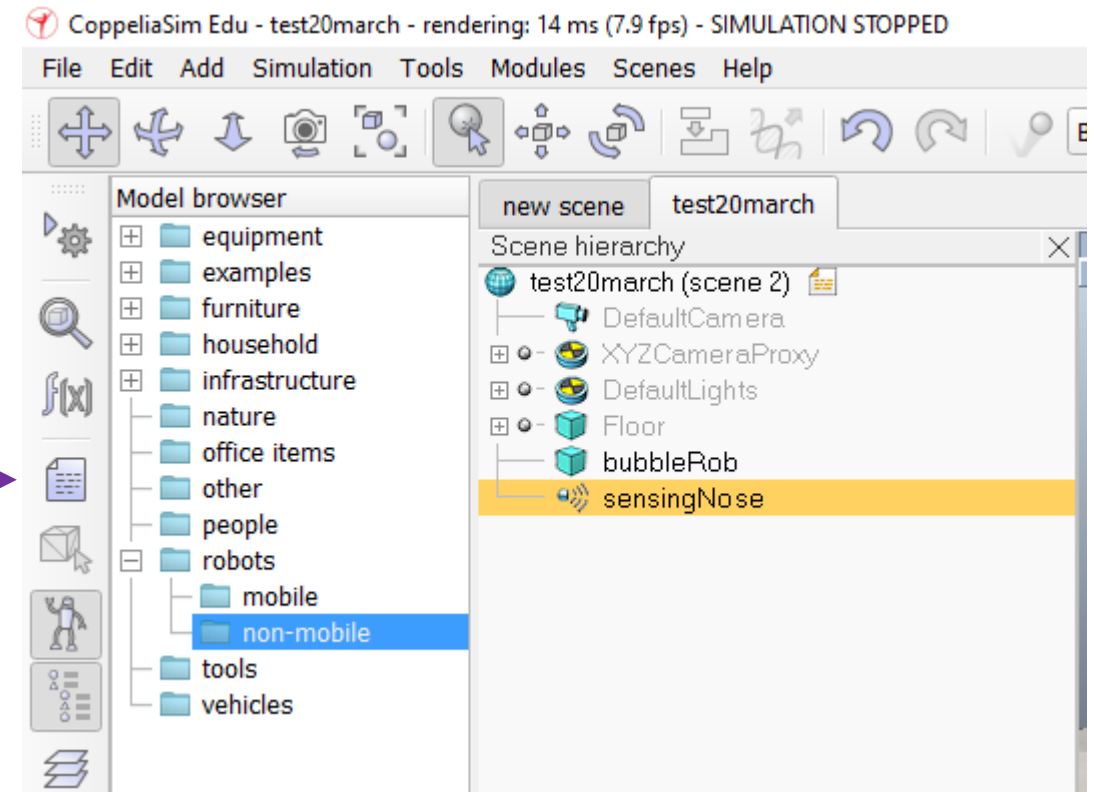 CoppeliaSim Edu - test20march - rendering: 14 ms (7.9 fps) - SIMULATION STOPPED
File Edit Add Simulation Tools Modules Scenes Help
Model browser
equipment
examples
furniture
household
infrastructure
nature
office items
other
people
robots
mobile
non-mobile
tools
vehicles
f(x)
new scene test20march
Scene hierarchy
test20march (scene 2)
DefaultCamera
XYZCameraProxy
DefaultLights
Floor
bubbleRob
sensingNose